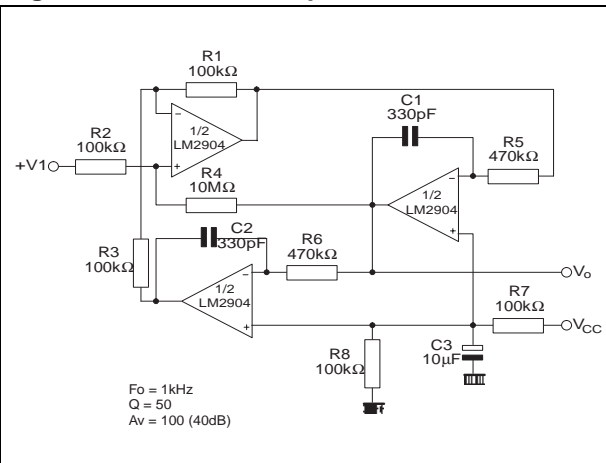 R1
100kΩ
C1
330pF
R2
100kΩ
1/2
LM2904
R5
470kΩ
+V1
R4
10MΩ
1/2
LM2904
C2
330pF
R3
100kΩ
R6
470kΩ
1/2
LM2904
Vo
R7
100kΩ
VCC
R8
100kΩ
C3
10μF
Fo = 1kHz
Q = 50
Av = 100 (40dB)